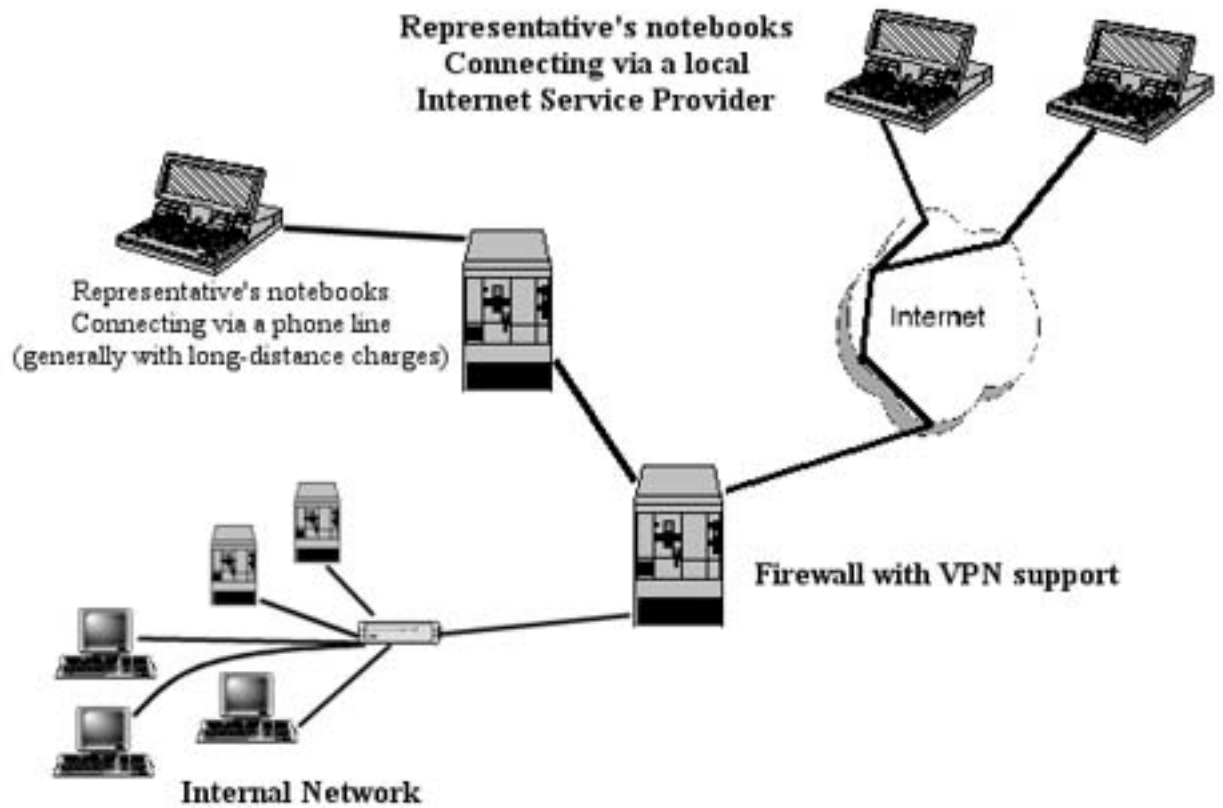 Representative's notebooks
Connecting via a local
Internet Service Provider
Representative's notebooks
Connecting via a phone line
(generally with long-distance charges)
Internet
Firewall with VPN support
Internal Network